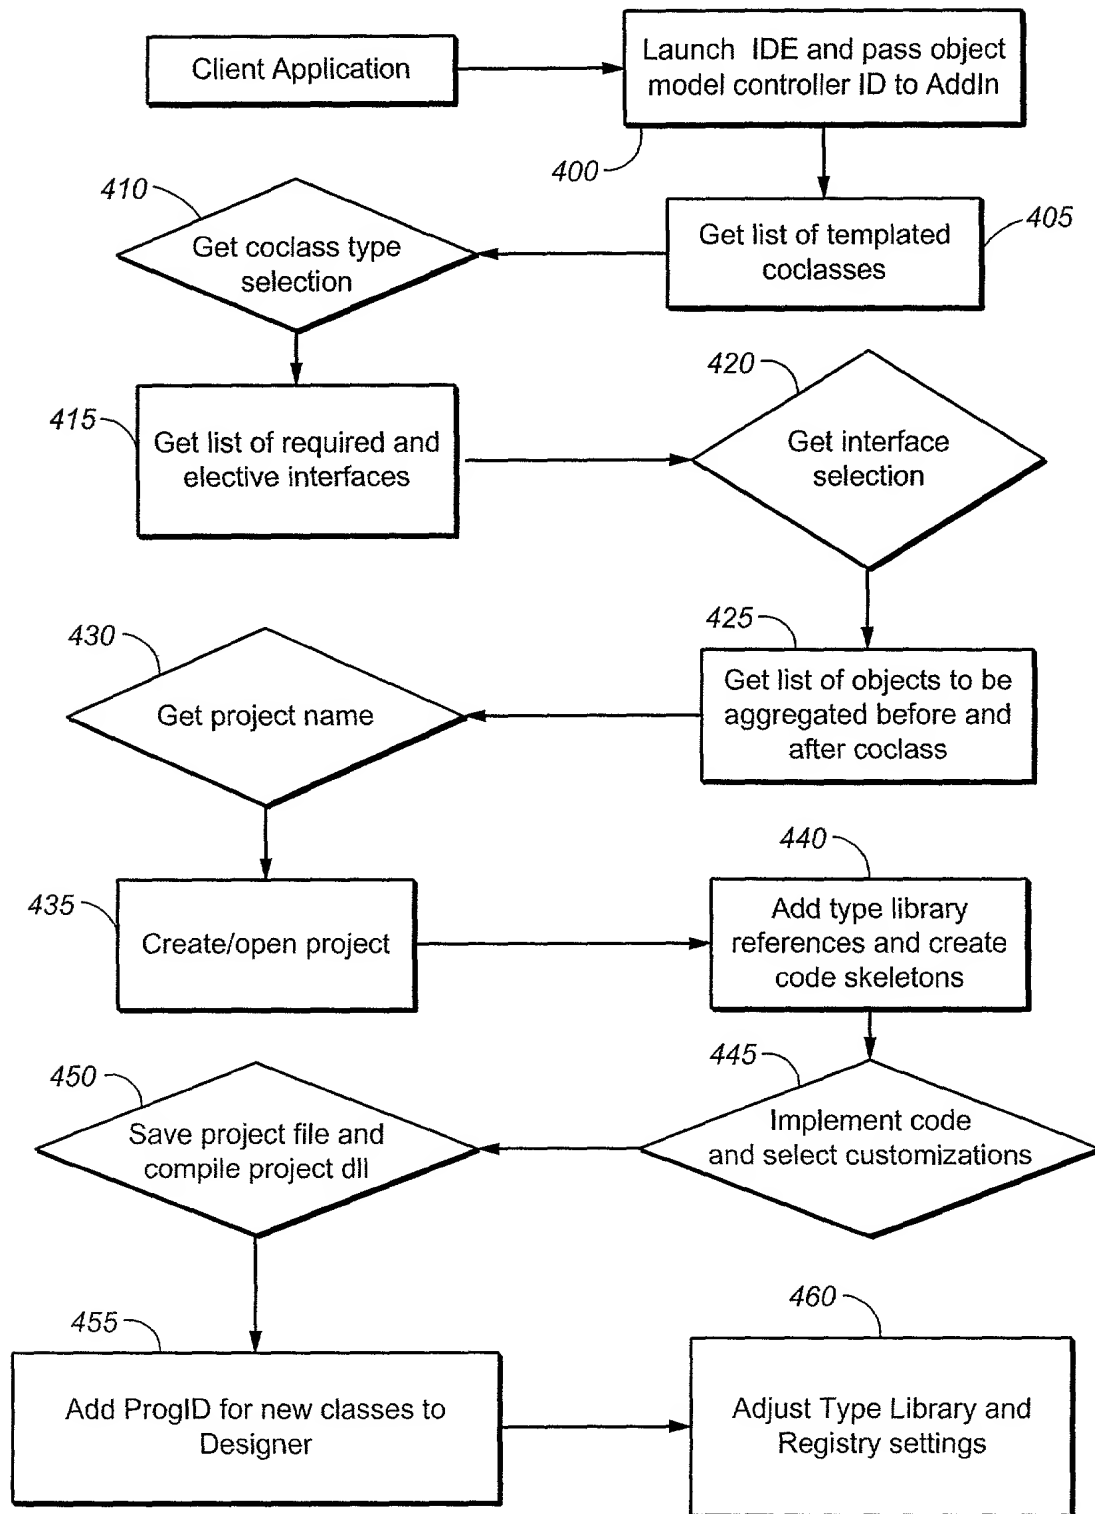 Client Application
Launch IDE and pass object
model controller ID to AddIn
400
410
Get coclass type
selection
Get list of templated
coclasses
405
415
Get list of required and
elective interfaces
420
Get interface
selection
425
Get list of objects to be
aggregated before and
after coclass
430
Get project name
435
Create/open project
440
Add type library
references and create
code skeletons
445
Implement code
and select customizations
450
Save project file and
compile project dll
455
Add ProgID for new classes to
Designer
460
Adjust Type Library and
Registry settings